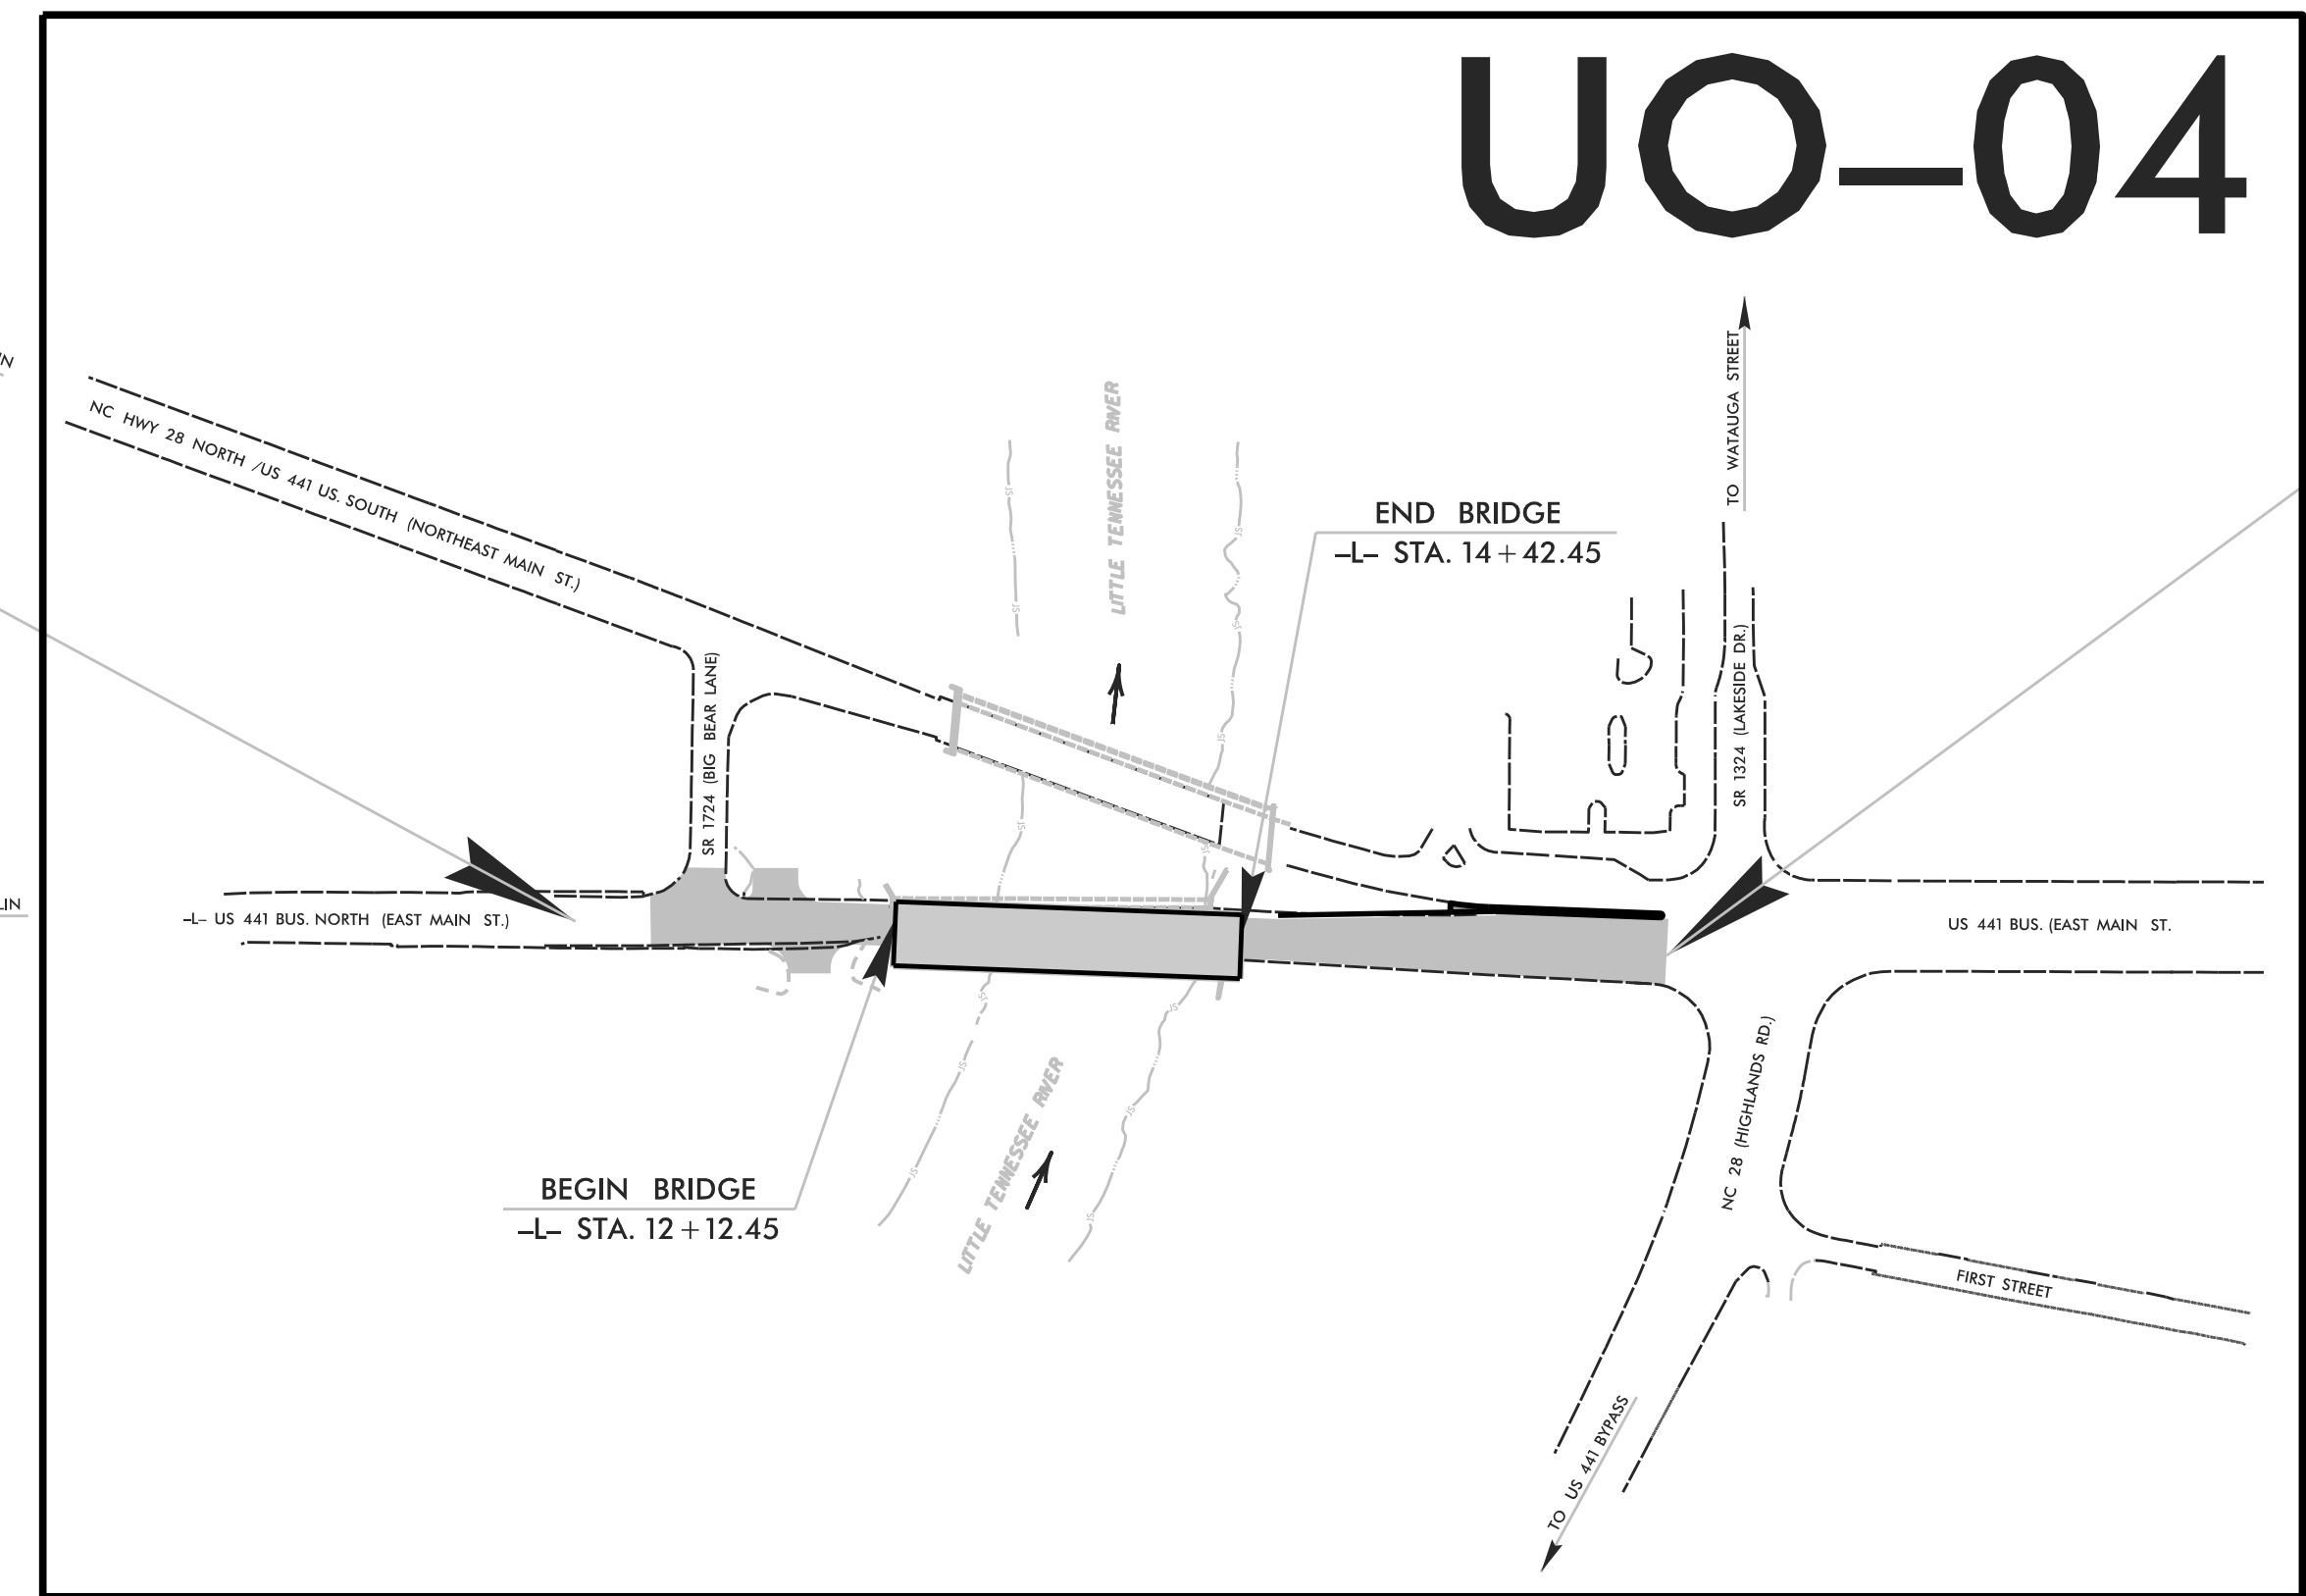 UO-04
TO WATAUGA STREET
NC HWY 28 NORTH /US 441 US. SOUTH (NORTHEAST MAIN ST.)
LITTLE TENNESSEE RIVER
END BRIDGE
-L- STA. 14+42.45
SR 1724 (BIG BEAR LANE)
SR 1324 (LAKESIDE DR.)
LIN
-L- US 441 BUS. NORTH (EAST MAIN ST.)
US 441 BUS. (EAST MAIN ST.
NC 28 (HIGHLANDS RD.)
LITTLE TENNESSEE RIVER
BEGIN BRIDGE
-L- STA. 12+12.45
FIRST STREET
TO US 441 BYPASS